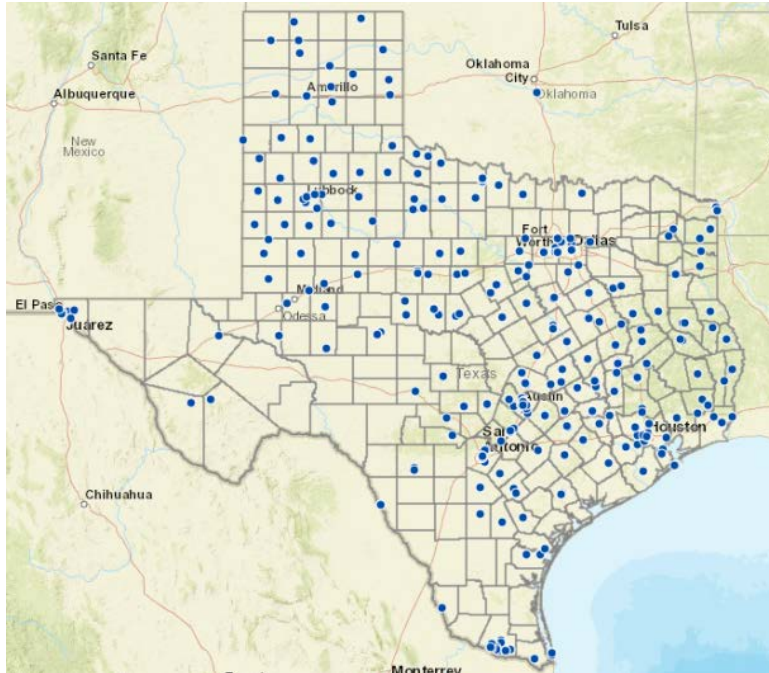 Tulsa
Santa Fe
Oklahoma
City
Oklahoma
Albuquerque
Amarillo
New
Mexico
Lubbock
Fort
Worth
Dallas
El Paso
Juárez
Midland
Odessa
Texas
Austin
San
Antonio
Houston
Chihuahua
Monterrey